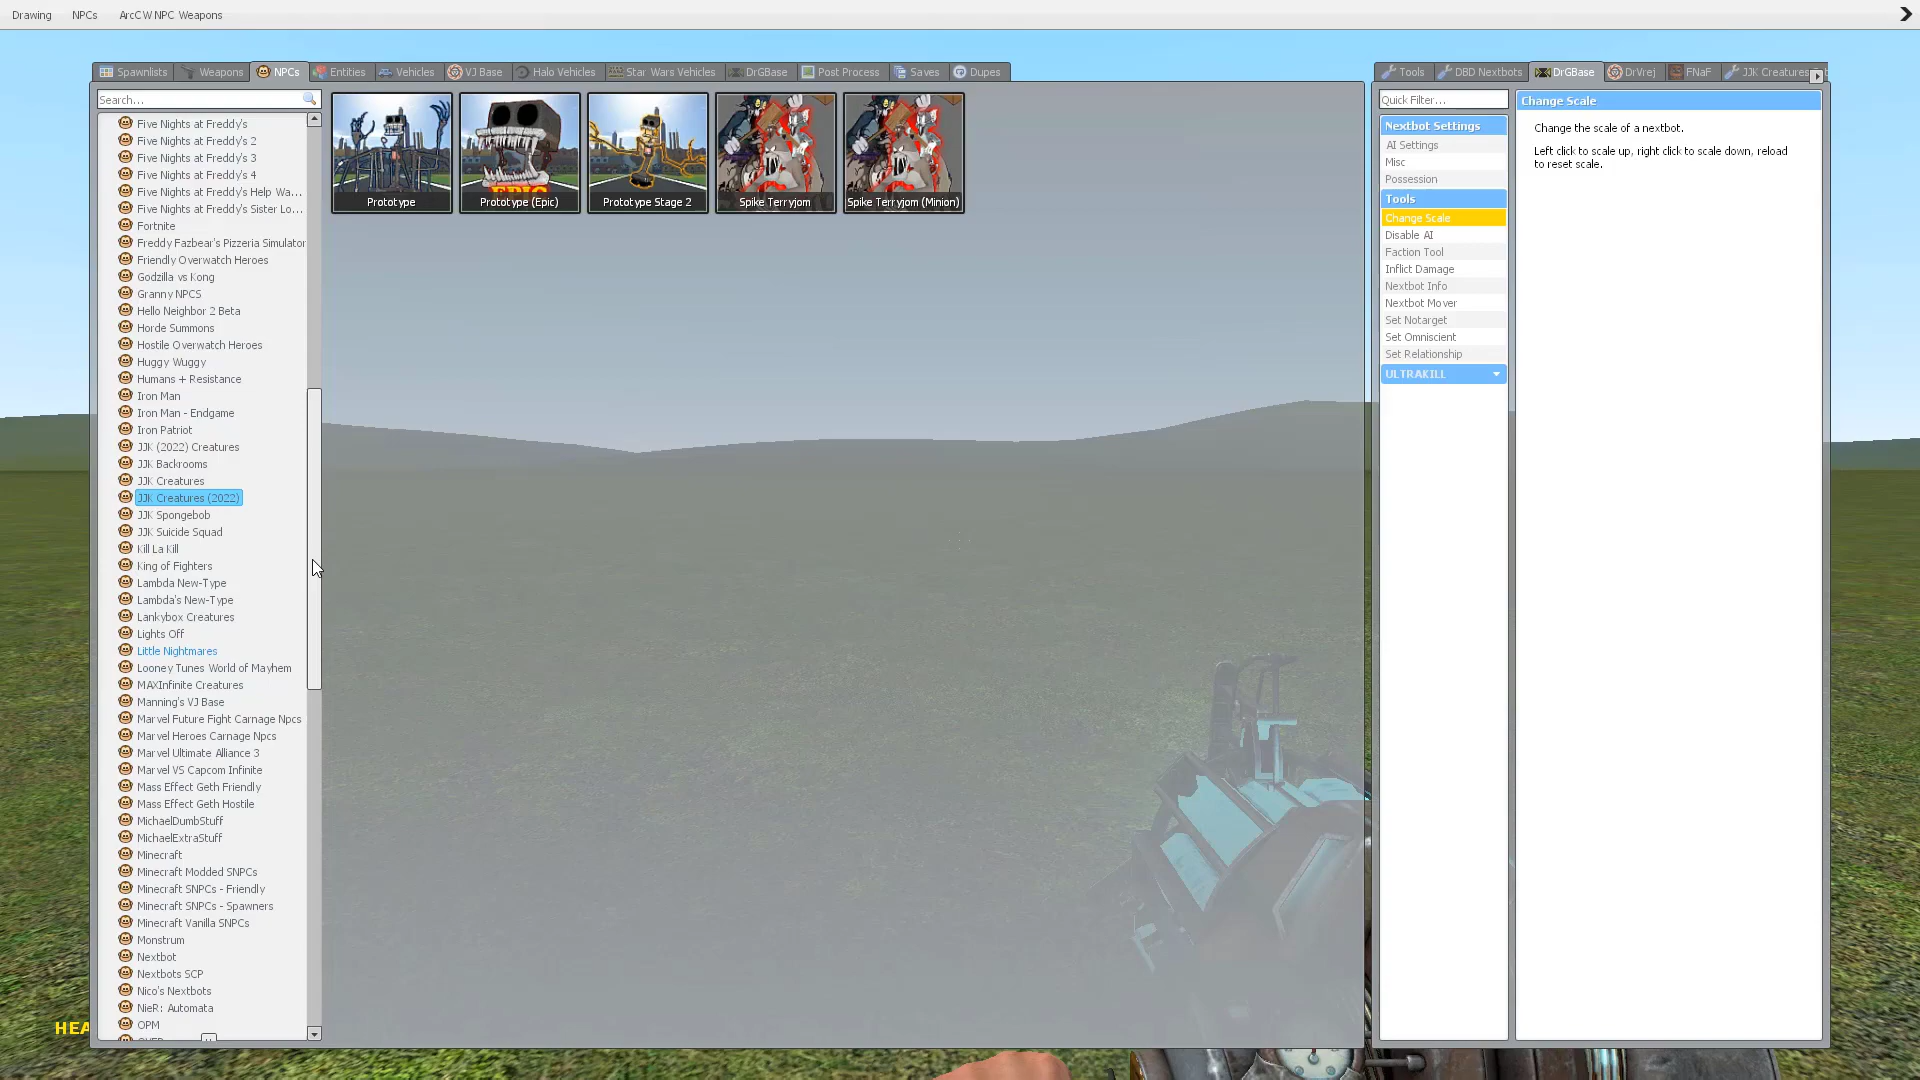 Drawing NPCs ArcCW NPC Weapons
Spawnlists Weapons NPCs Entities Vehicles VJ Base Halo Vehicles Star Wars Vehicles DrGBase Post Process Saves Dupes
Search...
Five Nights at Freddy's
Five Nights at Freddy's 2
Five Nights at Freddy's 3
Five Nights at Freddy's 4
Five Nights at Freddy's Help Wa...
Five Nights at Freddy's Sister Lo...
Fortnite
Freddy Fazbear's Pizzeria Simulator
Friendly Overwatch Heroes
Godzilla vs Kong
Granny NPCS
Hello Neighbor 2 Beta
Horde Summons
Hostile Overwatch Heroes
Huggy Wuggy
Humans + Resistance
Iron Man
Iron Man - Endgame
Iron Patriot
JJK (2022) Creatures
JJK Backrooms
JJK Creatures
JJK Creatures (2022)
JJK Spongebob
JJK Suicide Squad
Kill La Kill
King of Fighters
Lambda New-Type
Lambda's New-Type
Lankybox Creatures
Lights Off
Little Nightmares
Looney Tunes World of Mayhem
MAXInfinite Creatures
Manning's VJ Base
Marvel Future Fight Carnage Npcs
Marvel Heroes Carnage Npcs
Marvel Ultimate Alliance 3
Marvel VS Capcom Infinite
Mass Effect Geth Friendly
Mass Effect Geth Hostile
MichaelDumbStuff
MichaelExtraStuff
Minecraft
Minecraft Modded SNPCs
Minecraft SNPCs - Friendly
Minecraft SNPCs - Spawners
Minecraft Vanilla SNPCs
Monstrum
Nextbot
Nextbots SCP
Nico's Nextbots
NieR: Automata
OPM
Prototype
EPIC
Prototype (Epic)
Prototype Stage 2
Spike Terryjom
Spike Terryjom (Minion)
Tools DBD Nextbots DrGBase DrVrej FNaF JJK Creatures
Quick Filter...
Nextbot Settings
AI Settings
Misc
Possession
Tools
Change Scale
Disable AI
Faction Tool
Inflict Damage
Nextbot Info
Nextbot Mover
Set Notarget
Set Omniscient
Set Relationship
ULTRAKILL
Change Scale
Change the scale of a nextbot.
Left click to scale up, right click to scale down, reload
to reset scale.
HEA